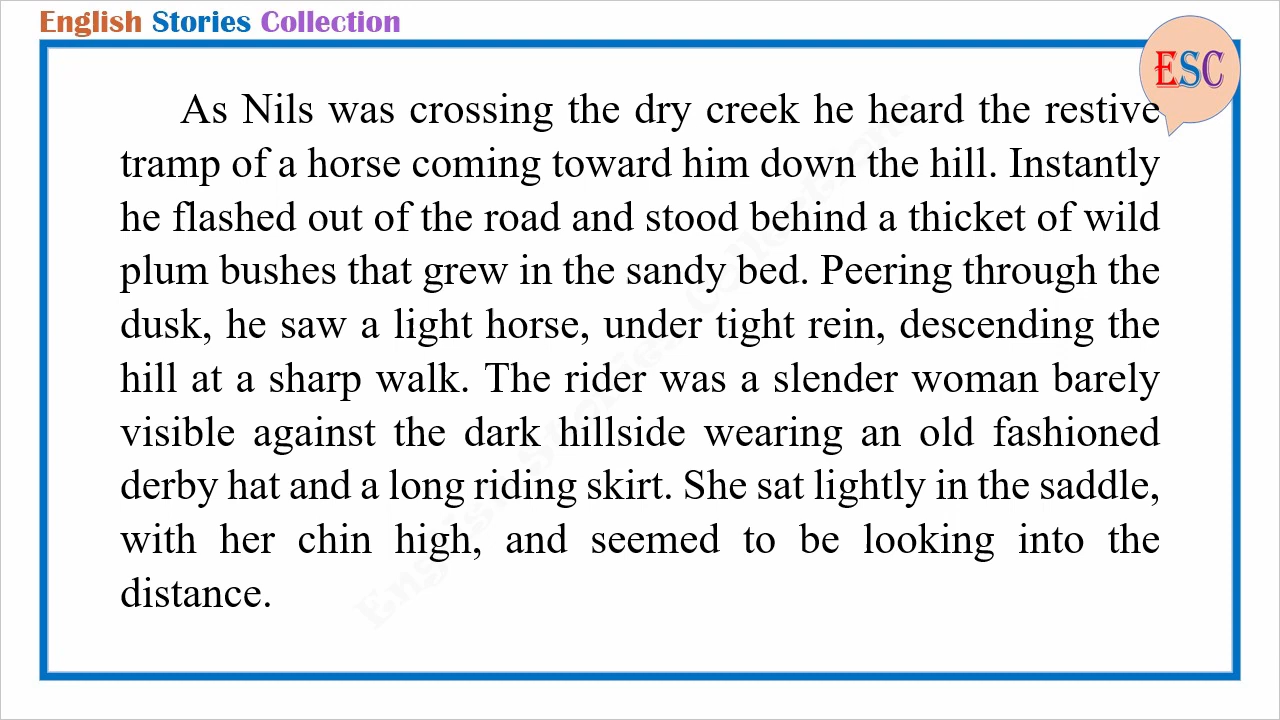 English Stories Collection
ESC
As Nils was crossing the dry creek he heard the restive
tramp of a horse coming toward him down the hill. Instantly
he flashed out of the road and stood behind a thicket of wild
plum bushes that grew in the sandy bed. Peering through the
dusk, he saw a light horse, under tight rein, descending the
hill at a sharp walk. The rider was a slender woman barely
visible against the dark hillside wearing an old fashioned
derby hat and a long riding skirt. She sat lightly in the saddle,
with her chin high, and seemed to be looking into the
distance.